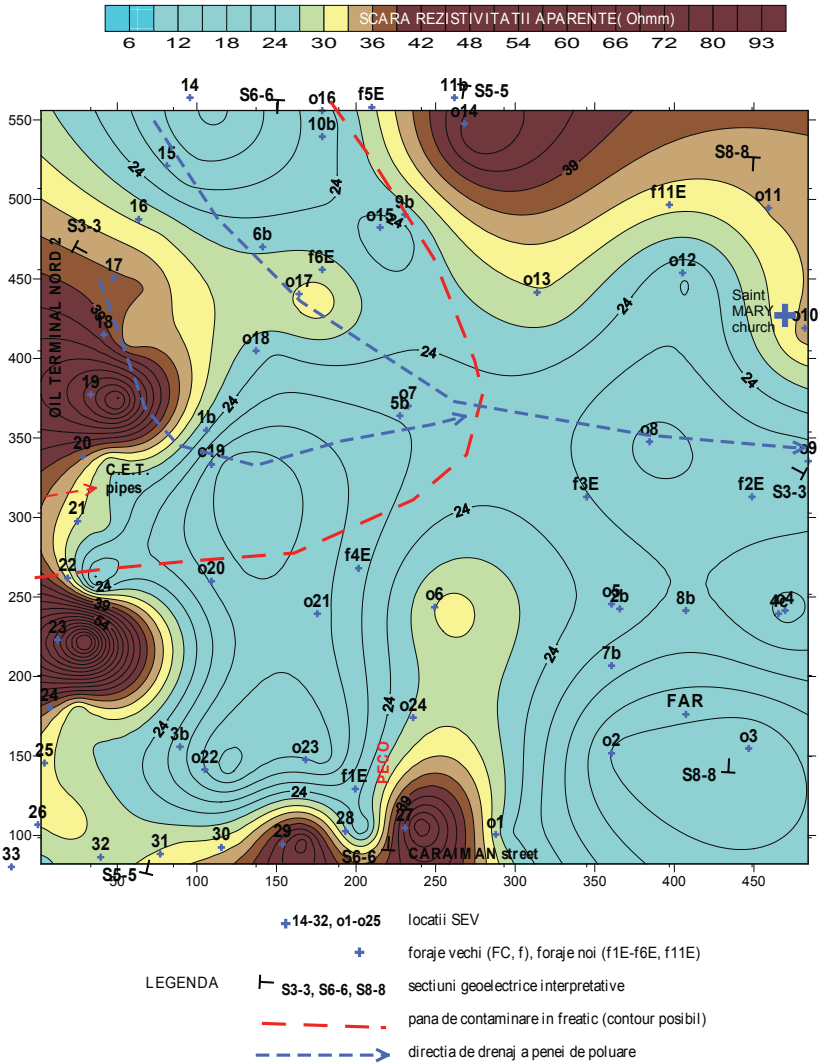 SCARA REZISTIVITATII APARENTE( Ohmm)
6 12 18 24 30 36 42 48 54 60 66 72 80 93
14 S6-6 o16 f5E 11b S5-5
550 10b o14
24 15 24 39 S8-8
500 16 9b f11E o11
S3-3 6b o15 24
450 17 f6E o17 o13 o12
Saint
MARY
church
o10
OIL TERMINAL NORD 2
39 18 o18 24 24
400
19 24 o7
5b
350 1b o8
20 o19 o9
C.E.T.
pipes
f3E f2E S3-3
300 21 24
22 24 o20 f4E
250 39 o21 o6 o5 2b 8b 4c o4
54
23
200 24 24 24 7b
24 o24 FAR
150 25 3b o22 o23 PECO o2 o3
f1E S8-8
24
100 26 39
33 32 31 30 29 28 27 o1
S5-5 S6-6 CARAIMAN street
50 100 150 200 250 300 350 400 450
14-32, o1-o25 locatii SEV
foraje vechi (FC, f), foraje noi (f1E-f6E, f11E)
LEGENDA
S3-3, S6-6, S8-8 sectiuni geoelectrice interpretative
pana de contaminare in freatic (contour posibil)
directia de drenaj a penei de poluare